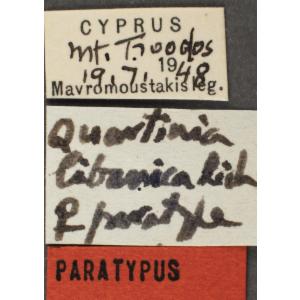 CYPRUS
Mt. Troodos
19.7.1948
Mavromoustakis leg.
Quartinia
libanica Rich
♀ paratype
PARATYPUS